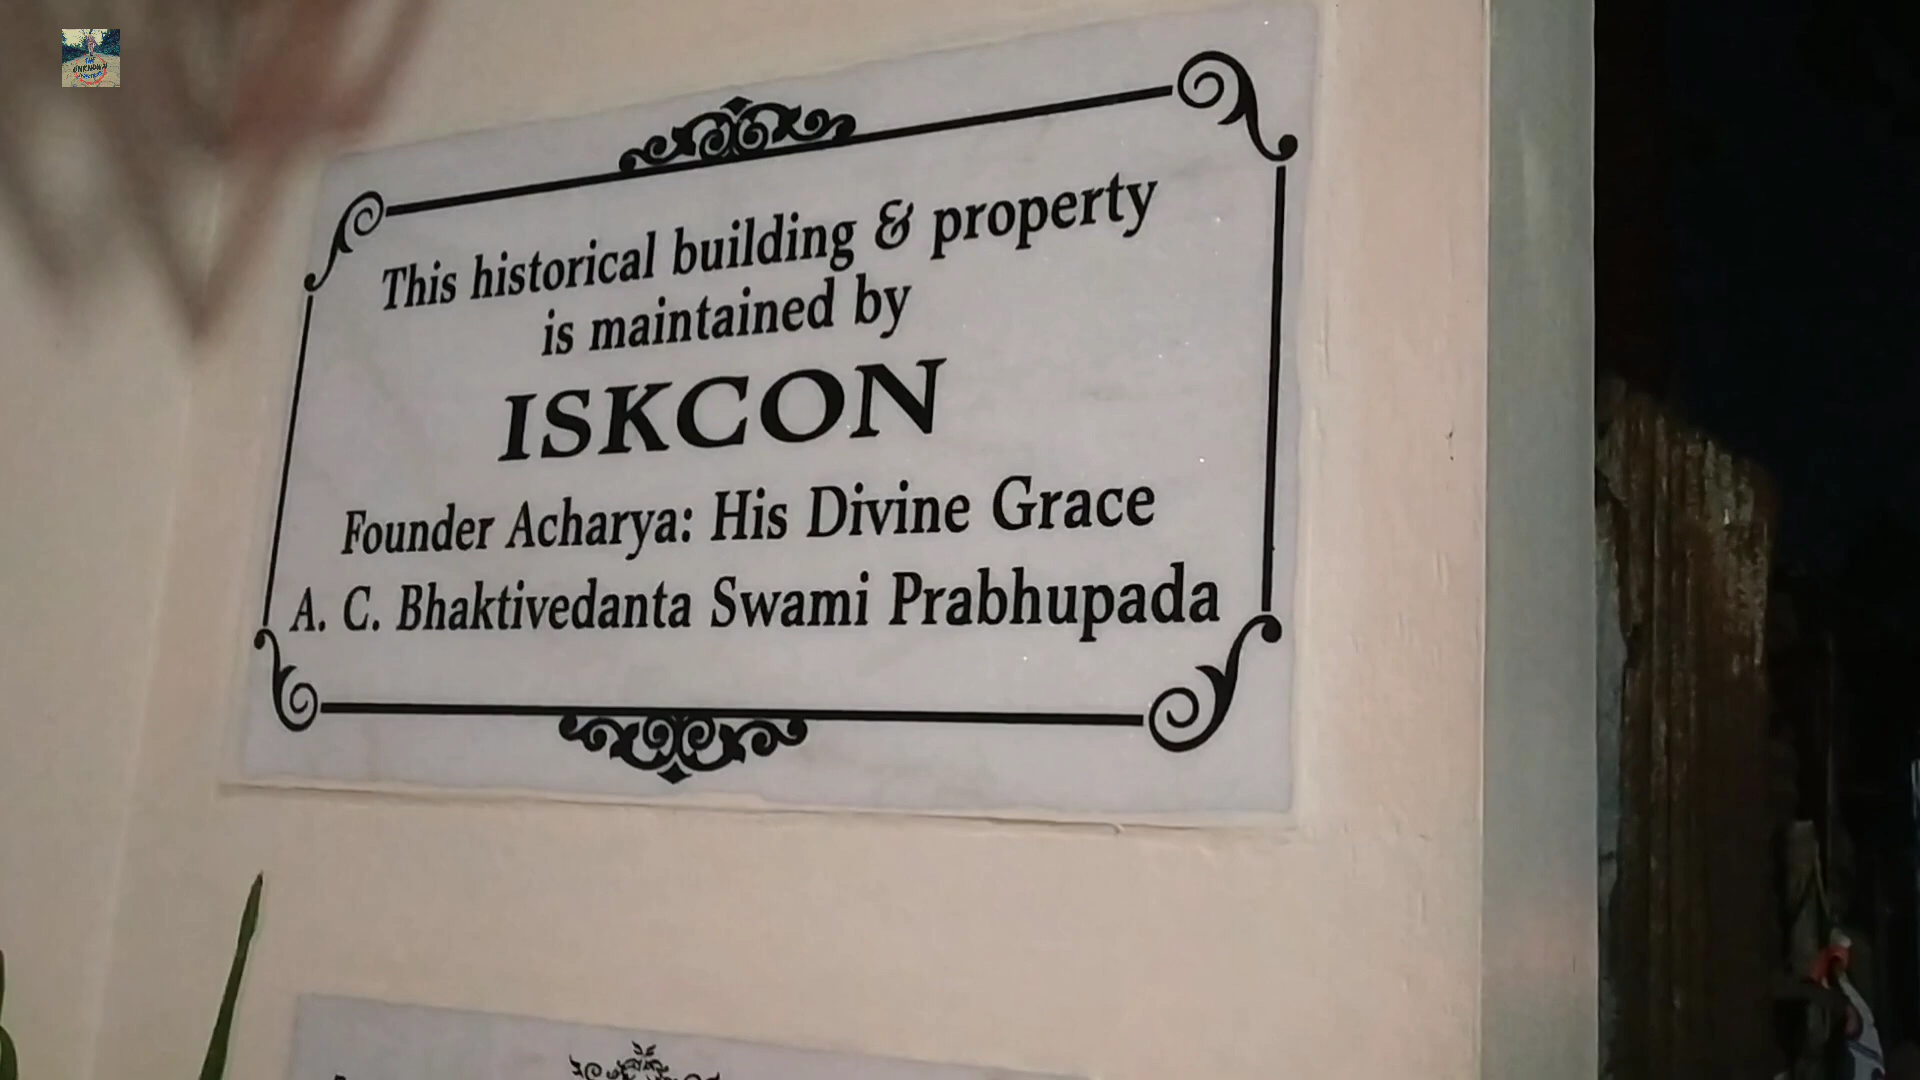 This historical building & property
is maintained by
ISKCON
Founder Acharya: His Divine Grace
A. C. Bhaktivedanta Swami Prabhupada